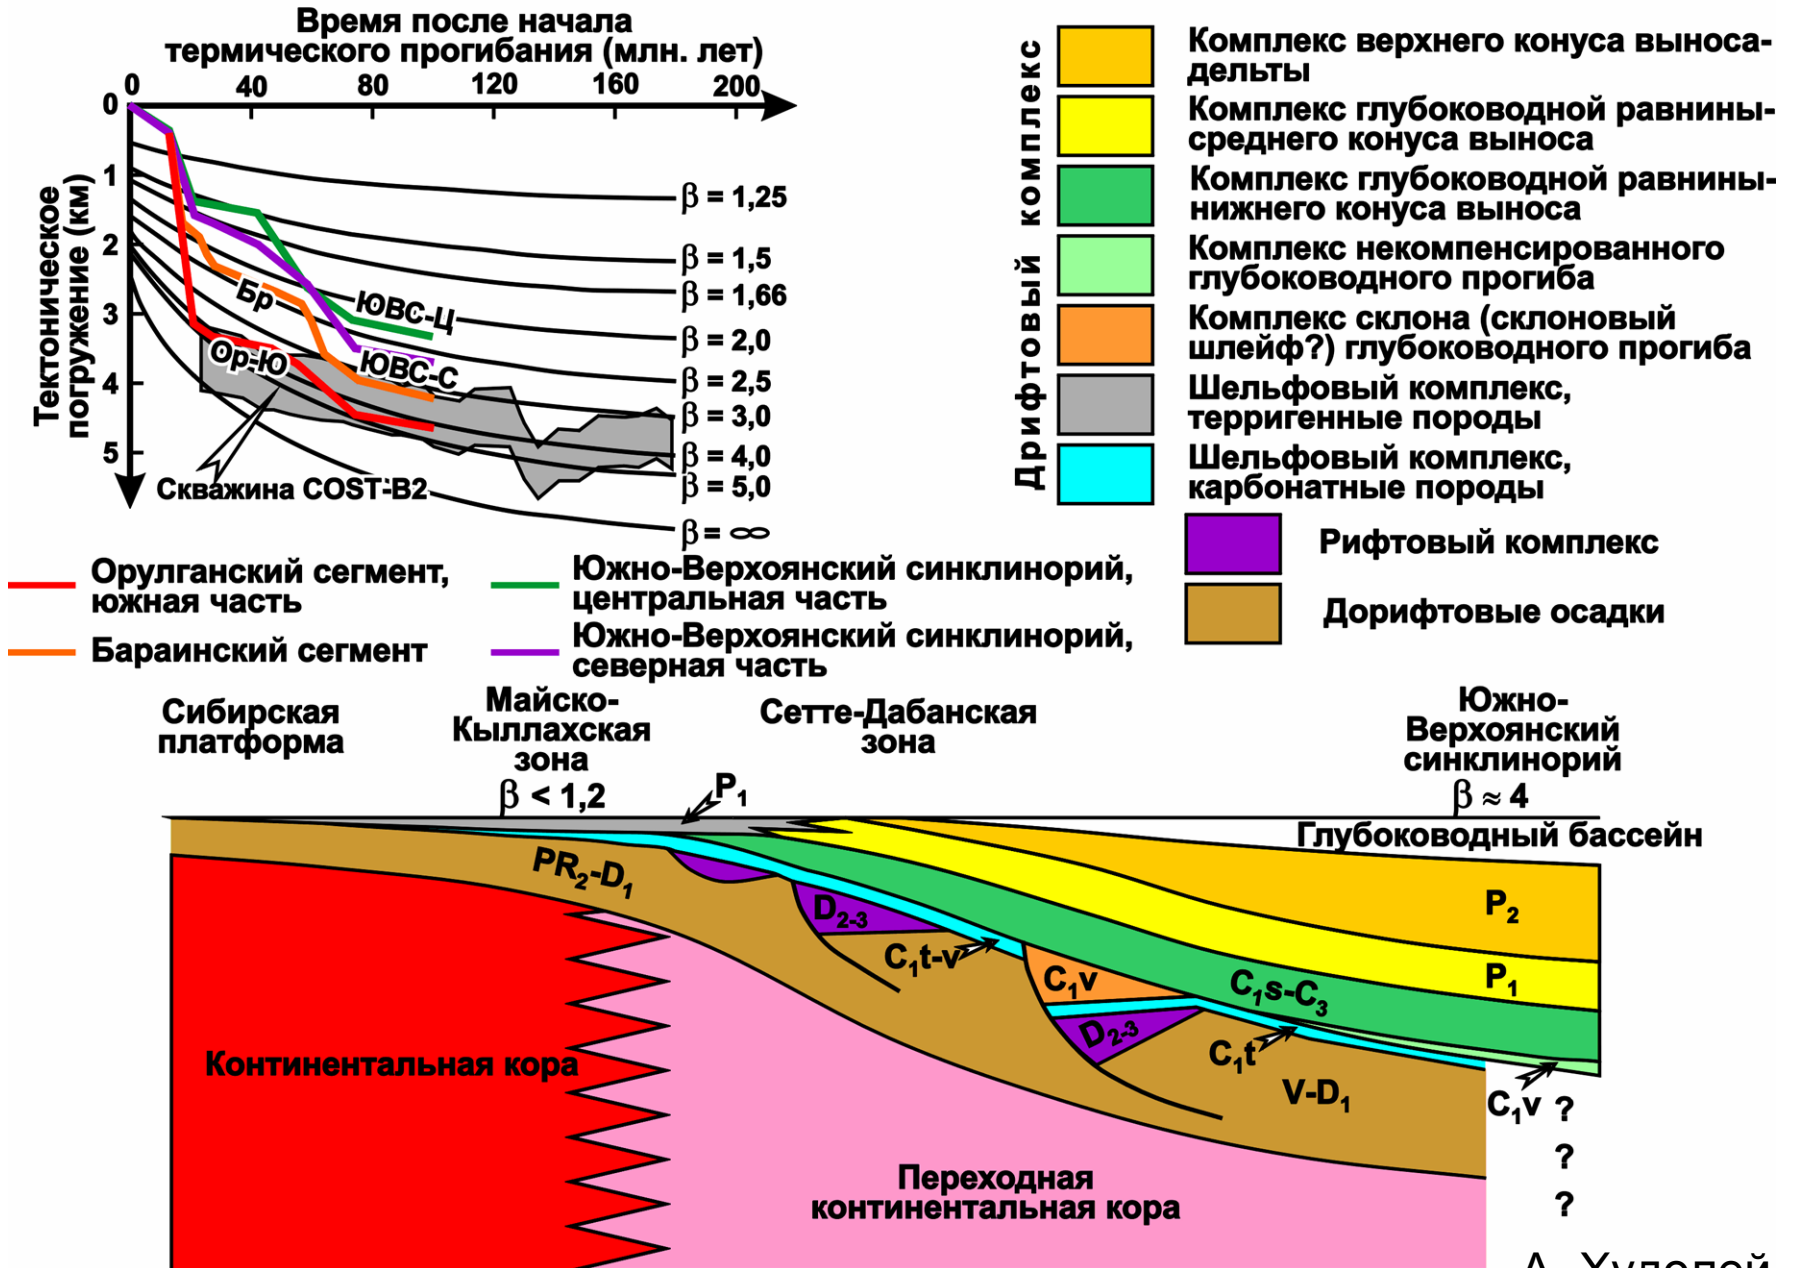 Время после начала
термического прогибания (млн. лет)
0 40 80 120 160 200
Тектоническое
погружение (км)
0
1
2
3
4
5
β = 1,25
β = 1,5
β = 1,66
β = 2,0
β = 2,5
β = 3,0
β = 4,0
β = 5,0
β = ∞
Бр
ЮВС-Ц
Ор-Ю
ЮВС-С
Скважина COST-B2
Орулганский сегмент,
южная часть
Бараинский сегмент
Южно-Верхоянский синклинорий,
центральная часть
Южно-Верхоянский синклинорий,
северная часть
Дрифтовый комплекс
Комплекс верхнего конуса выноса-
дельты
Комплекс глубоководной равнины-
среднего конуса выноса
Комплекс глубоководной равнины-
нижнего конуса выноса
Комплекс некомпенсированного
глубоководного прогиба
Комплекс склона (склоновый
шлейф?) глубоководного прогиба
Шельфовый комплекс,
терригенные породы
Шельфовый комплекс,
карбонатные породы
Рифтовый комплекс
Дорифтовые осадки
Сибирская
платформа
Майско-
Кыллахская
зона
β < 1,2
Сетте-Дабанская
зона
Южно-
Верхоянский
синклинорий
β ≈ 4
P₁
Глубоководный бассейн
PR₂-D₁
D₂₋₃
C₁t-v
C₁v
D₂₋₃
C₁s-C₃
P₂
P₁
C₁t
V-D₁
C₁v ?
?
?
Континентальная кора
Переходная
континентальная кора